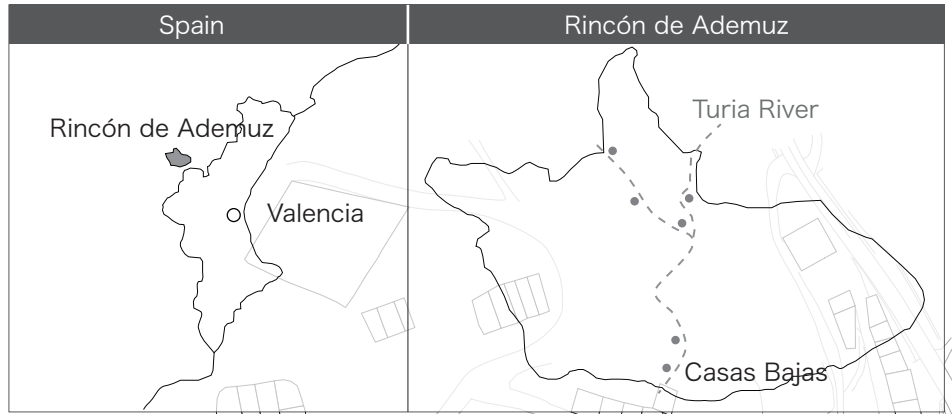 Spain
Rincón de Ademuz
Rincón de Ademuz
Valencia
Turia River
Casas Bajas